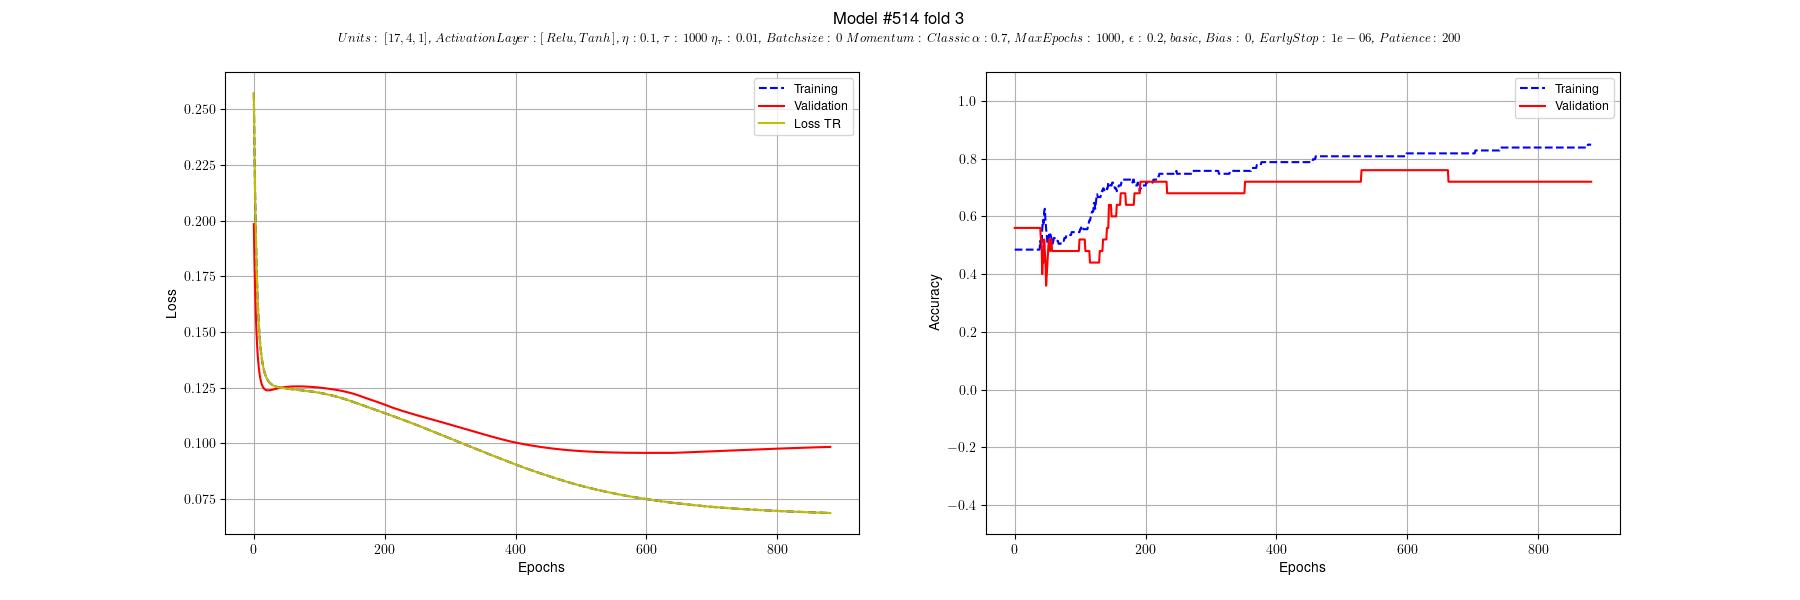 Model #514 fold 3
Units : [17, 4, 1], ActivationLayer : [ Relu, Tanh ], η : 0.1, τ : 1000 η_τ : 0.01, Batchsize : 0 Momentum : Classic α : 0.7, MaxEpochs : 1000, ϵ : 0.2, basic, Bias : 0, EarlyStop : 1e − 06, Patience : 200
Loss
0.250
0.225
0.200
0.175
0.150
0.125
0.100
0.075
Training
Validation
Loss TR
0 200 400 600 800
Epochs
Accuracy
1.0
0.8
0.6
0.4
0.2
0.0
−0.2
−0.4
Training
Validation
0 200 400 600 800
Epochs